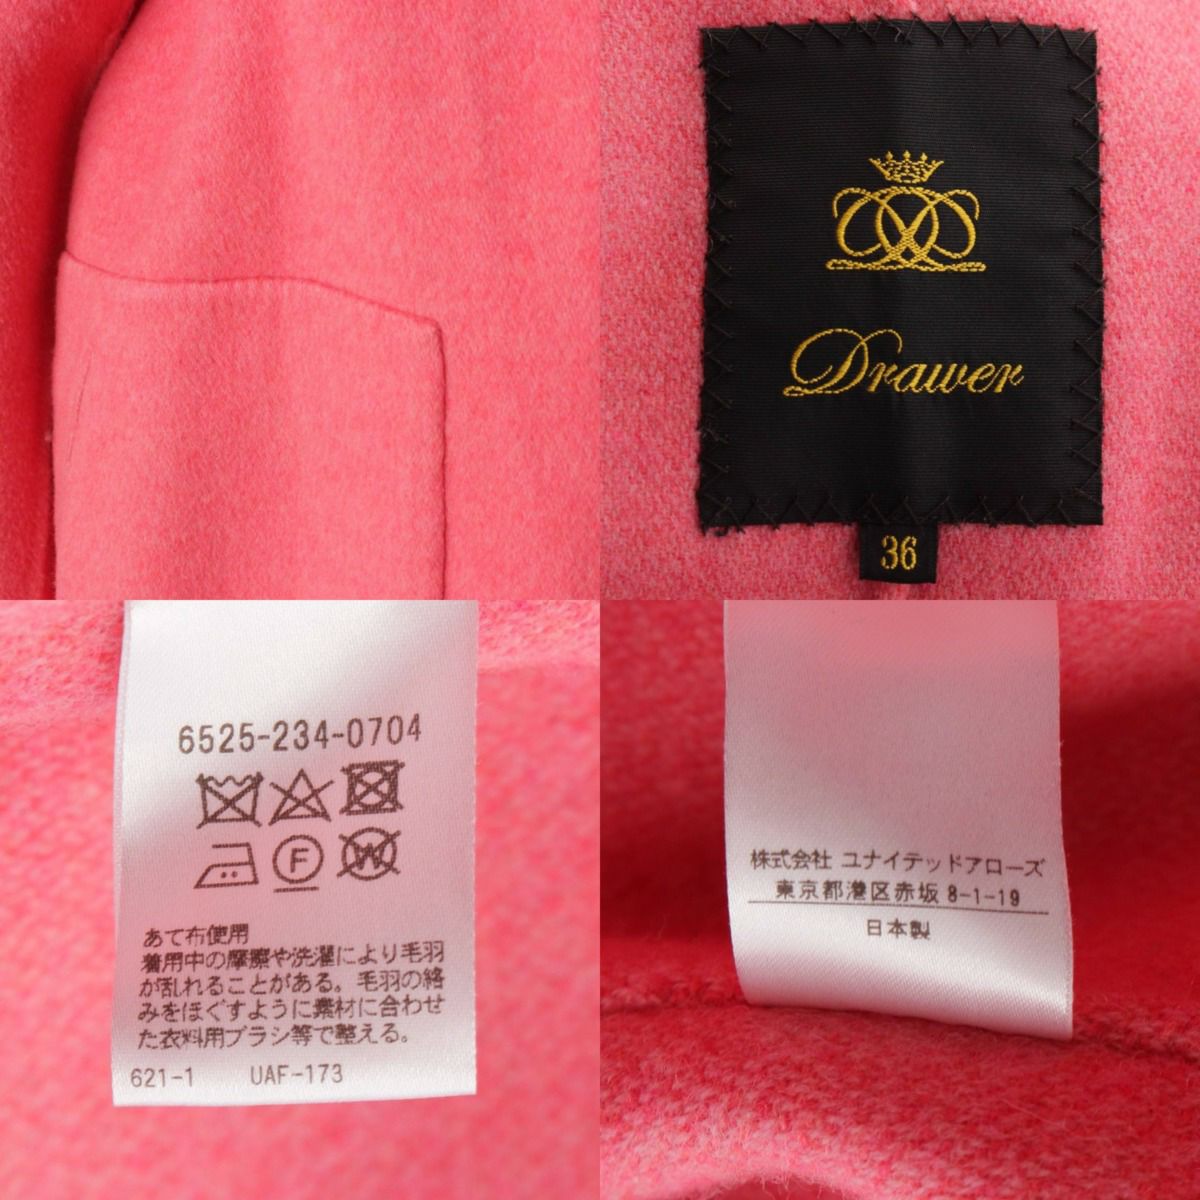 Drawer
36
6525-234-0704
F
W
あて布使用
着用中の摩擦や洗濯により毛羽
が乱れることがある。毛羽の絡
みをほぐすように素材に合わせ
た衣料用ブラシ等で整える。
621-1 UAF-173
株式会社 ユナイテッドアローズ
東京都港区赤坂8-1-19
日本製